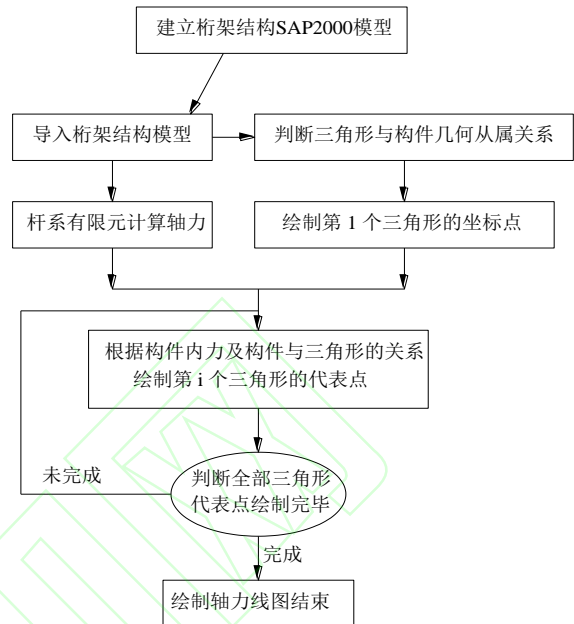 建立桁架结构SAP2000模型
导入桁架结构模型
判断三角形与构件几何从属关系
杆系有限元计算轴力
绘制第 1 个三角形的坐标点
根据构件内力及构件与三角形的关系
绘制第 i 个三角形的代表点
未完成
判断全部三角形
代表点绘制完毕
完成
绘制轴力线图结束